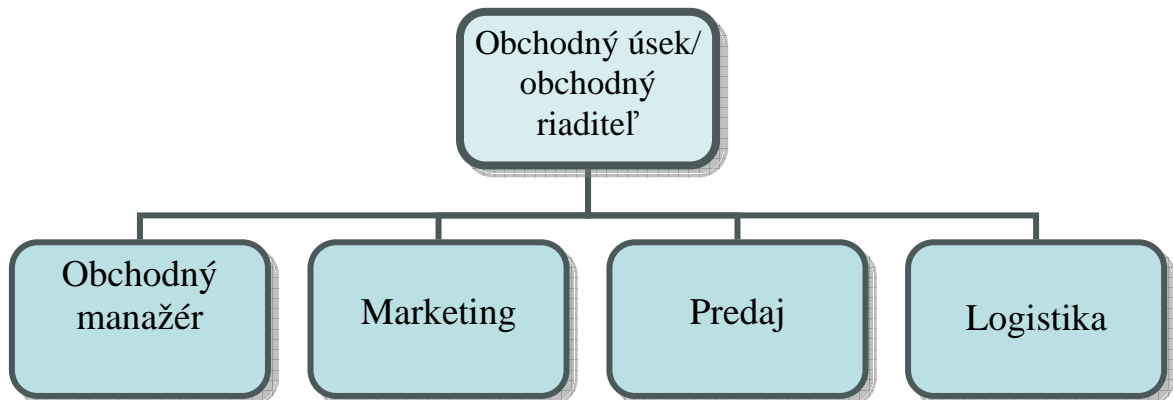 Obchodný úsek/
obchodný
riaditeľ
Obchodný
manažér
Marketing
Predaj
Logistika